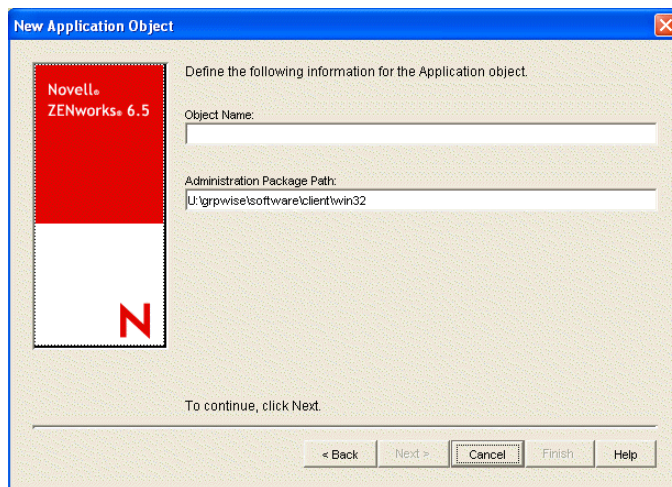 New Application Object
Novell®
ZENworks® 6.5
Define the following information for the Application object.
Object Name:
Administration Package Path:
U:\grpwise\software\client\win32
N
To continue, click Next.
< Back
Next >
Cancel
Finish
Help